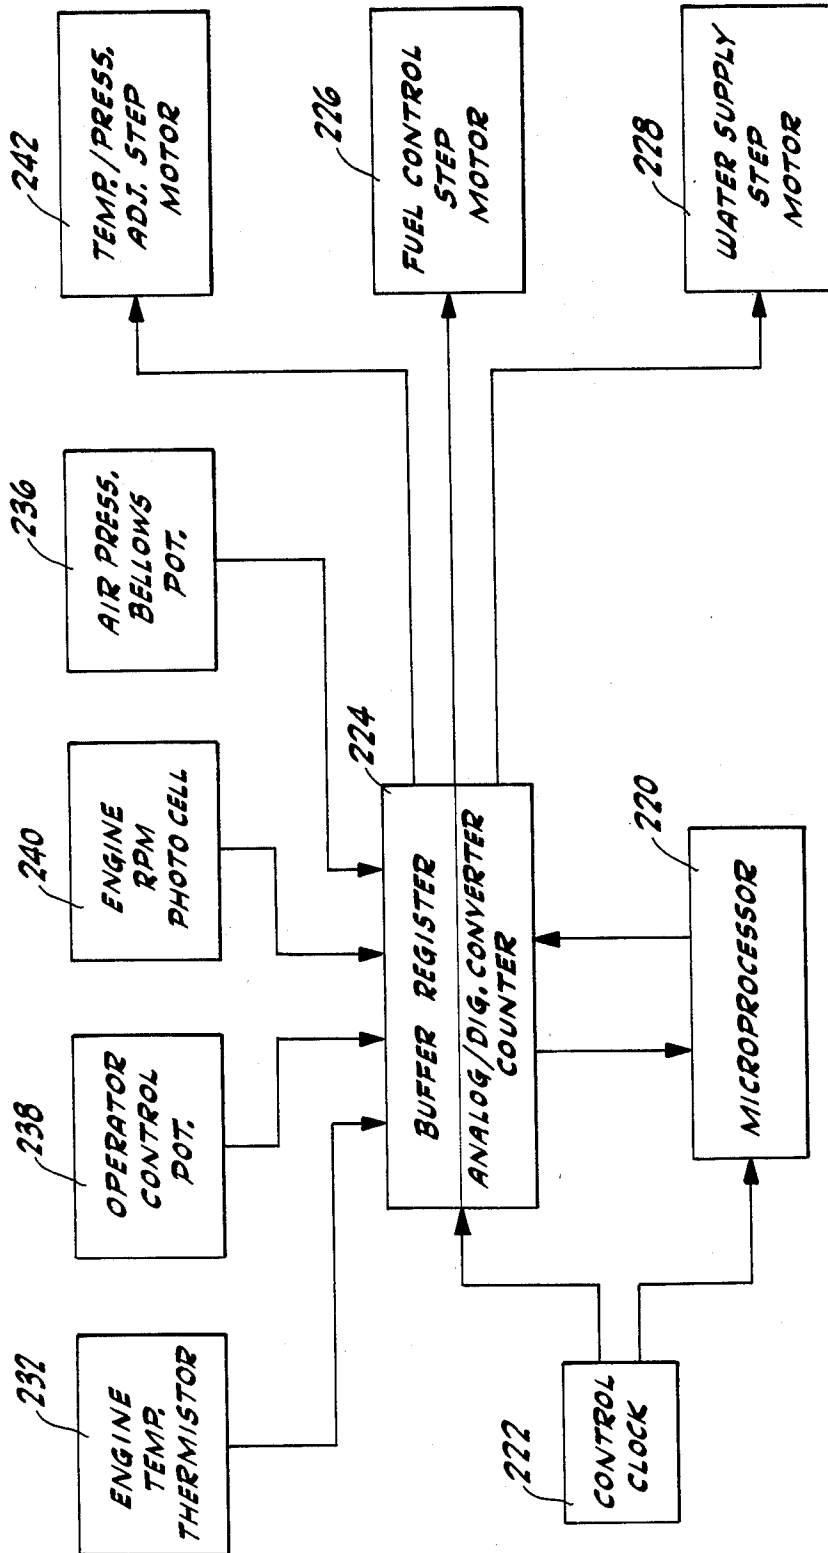 232
ENGINE
TEMP.
THERMISTOR
238
OPERATOR
CONTROL
POT.
240
ENGINE
RPM
PHOTO CELL
236
AIR PRESS.
BELLOWS
POT.
242
TEMP./PRESS.
ADJ. STEP
MOTOR
224
BUFFER REGISTER
ANALOG/DIG. CONVERTER
COUNTER
226
FUEL CONTROL
STEP
MOTOR
222
CONTROL
CLOCK
220
MICROPROCESSOR
228
WATER SUPPLY
STEP
MOTOR